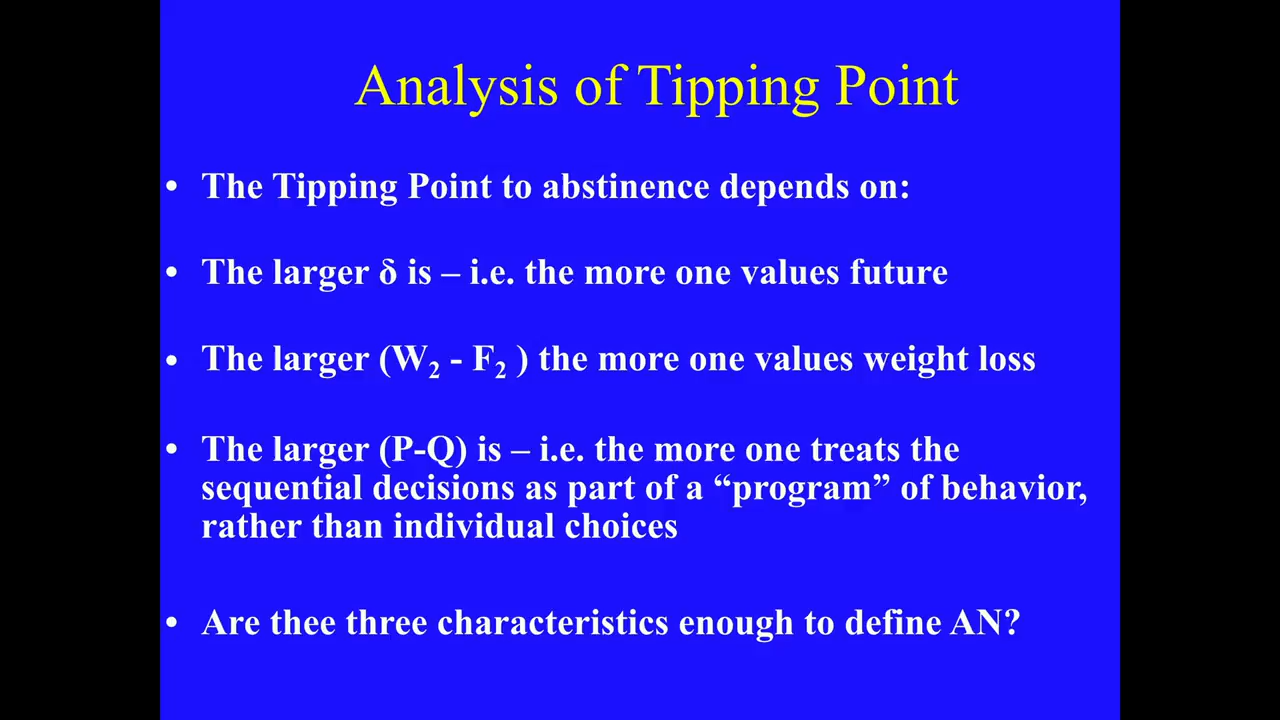 Analysis of Tipping Point
• The Tipping Point to abstinence depends on:
• The larger δ is – i.e. the more one values future
• The larger (W₂ - F₂ ) the more one values weight loss
• The larger (P-Q) is – i.e. the more one treats the
sequential decisions as part of a “program” of behavior,
rather than individual choices
• Are thee three characteristics enough to define AN?